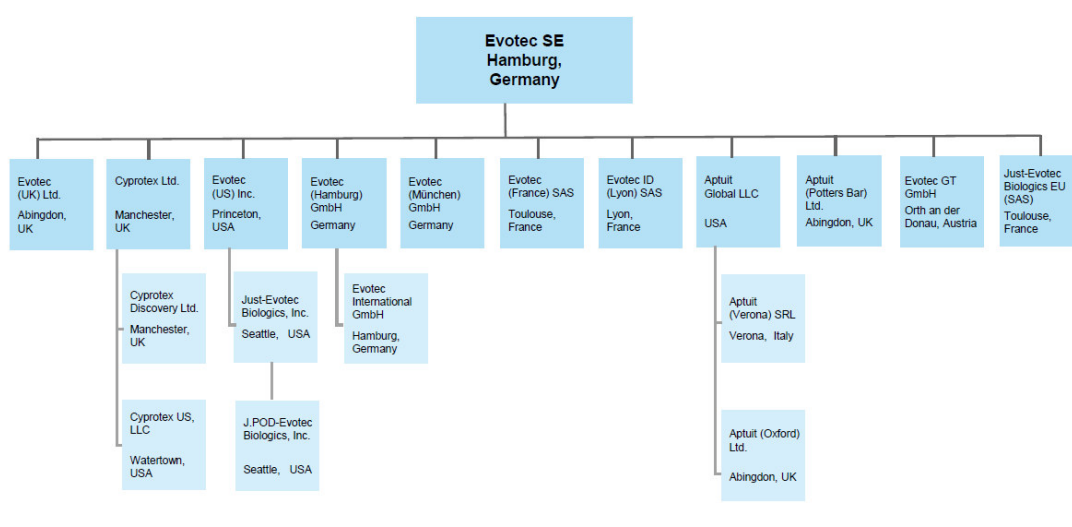 Evotec SE
Hamburg,
Germany
Evotec
(UK) Ltd.
Abingdon,
UK
Cyprotex Ltd.
Manchester,
UK
Evotec
(US) Inc.
Princeton,
USA
Evotec
(Hamburg)
GmbH
Germany
Evotec
(München)
GmbH
Germany
Evotec
(France) SAS
Toulouse,
France
Evotec ID
(Lyon) SAS
Lyon,
France
Aptuit
Global LLC
USA
Aptuit
(Potters Bar)
Ltd.
Abingdon, UK
Evotec GT
GmbH
Orth an der
Donau, Austria
Just-Evotec
Biologics EU
(SAS)
Toulouse,
France
Cyprotex
Discovery Ltd.
Manchester,
UK
Just-Evotec
Biologics, Inc.
Seattle, USA
Evotec
International
GmbH
Hamburg,
Germany
Aptuit
(Verona) SRL
Verona, Italy
Cyprotex US,
LLC
Watertown,
USA
J.POD-Evotec
Biologics, Inc.
Seattle, USA
Aptuit (Oxford)
Ltd.
Abingdon, UK